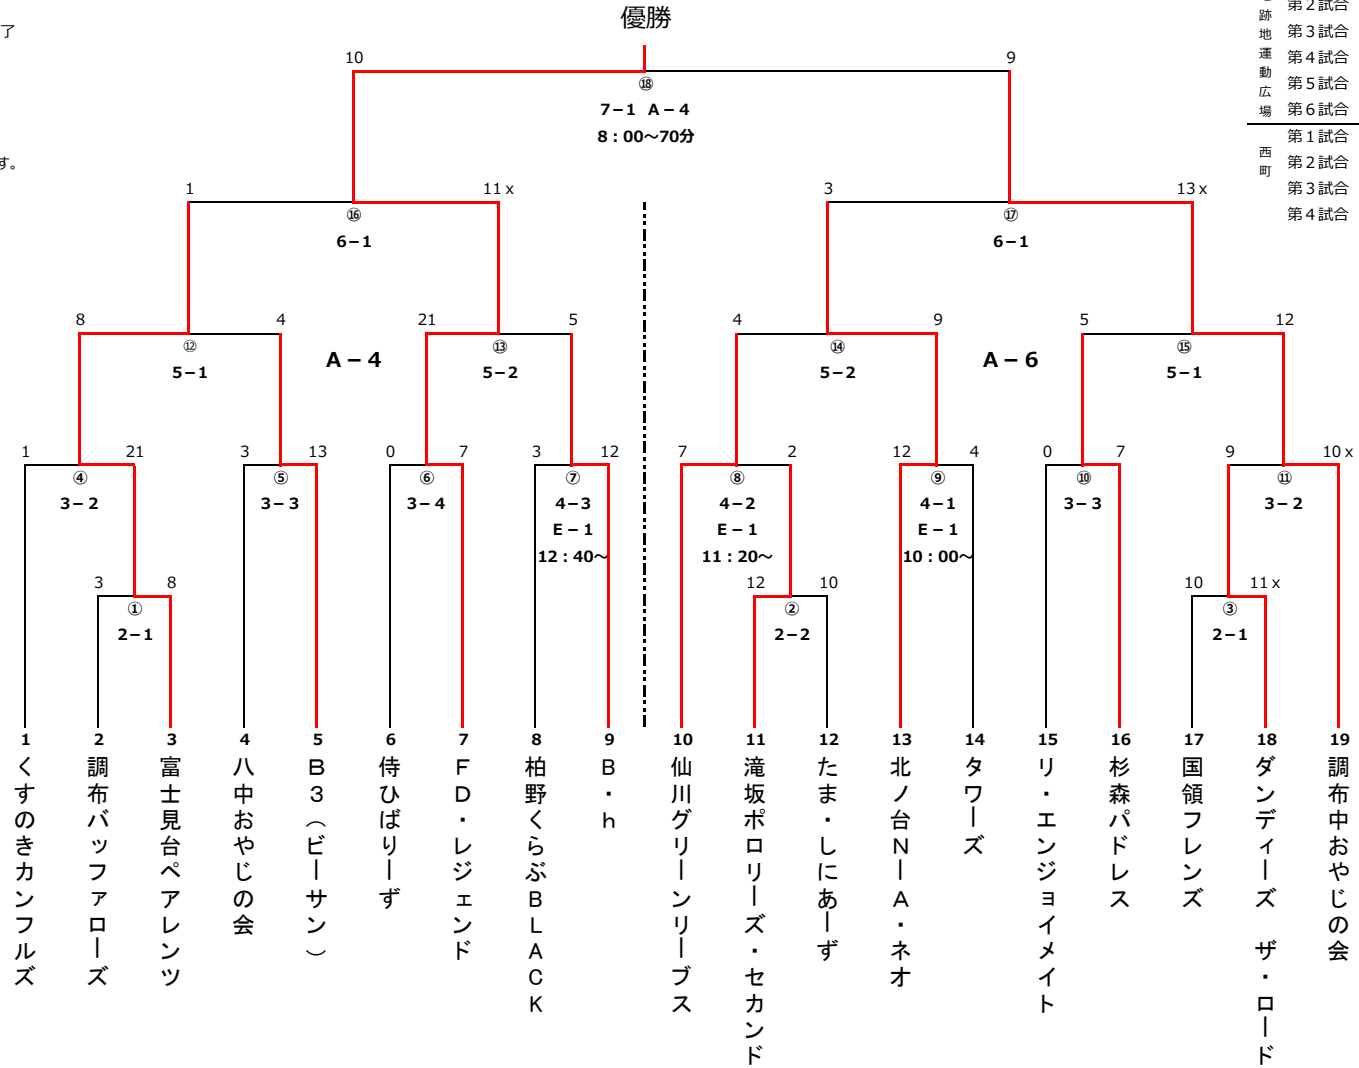 優勝
了
す。
跡地運動広場
第2試合
第3試合
第4試合
第5試合
第6試合
西町
第1試合
第2試合
第3試合
第4試合
10 9
⑱
7−1 A−4
8：00～70分
1 11x 3 13x
⑯ ⑰
6−1 6−1
8 4 21 5 4 9 5 12
⑫ ⑬ ⑭ ⑮
A−4 A−6
5−1 5−2 5−2 5−1
1 21 3 13 0 7 3 12 7 2 12 4 0 7 9 10x
④ ⑤ ⑥ ⑦ ⑧ ⑨ ⑩ ⑪
3−2 3−3 3−4 4−3 4−2 4−1 3−3 3−2
E−1 E−1 E−1
12：40～ 11：20～ 10：00～
3 8 12 10 10 11x
① ② ③
2−1 2−2 2−1
1 くすのきカンフルズ
2 調布バッファローズ
3 富士見台ペアレンツ
4 八中おやじの会
5 B3（ビーサン）
6 侍ひばりーず
7 FD・レジェンド
8 柏野くらぶBLACK
9 B・h
10 仙川グリーンリーブス
11 滝坂ポロリーズ・セカンド
12 たま・しにあーず
13 北ノ台NーA・ネオ
14 タワーズ
15 リ・エンジョイメイト
16 杉森パドレス
17 国領フレンズ
18 ダンディーズ ザ・ロード
19 調布中おやじの会